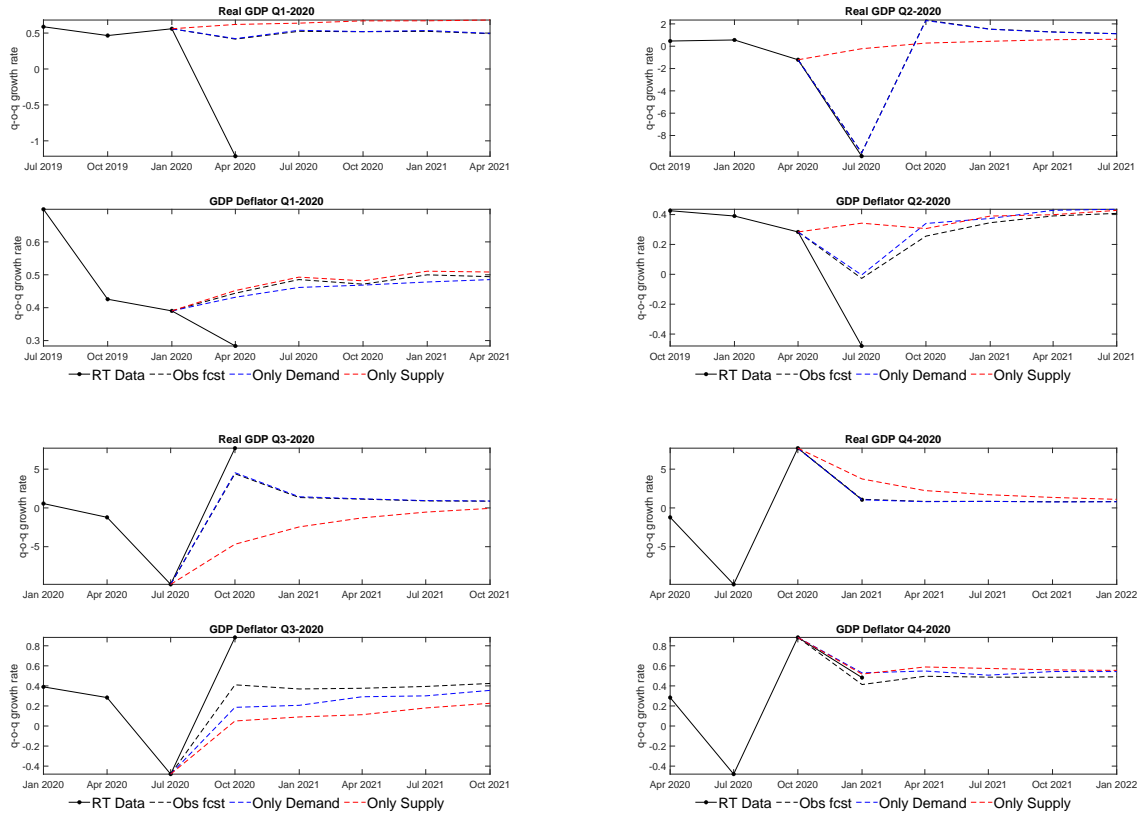 Real GDP Q1-2020
q-o-q growth rate
0.5
0
-0.5
-1
Jul 2019 Oct 2019 Jan 2020 Apr 2020 Jul 2020 Oct 2020 Jan 2021 Apr 2021
GDP Deflator Q1-2020
q-o-q growth rate
0.7
0.6
0.5
0.4
0.3
Jul 2019 Oct 2019 Jan 2020 Apr 2020 Jul 2020 Oct 2020 Jan 2021 Apr 2021
RT Data Obs fcst Only Demand Only Supply
Real GDP Q2-2020
q-o-q growth rate
2
0
-2
-4
-6
-8
Oct 2019 Jan 2020 Apr 2020 Jul 2020 Oct 2020 Jan 2021 Apr 2021 Jul 2021
GDP Deflator Q2-2020
q-o-q growth rate
0.4
0.2
0
-0.2
-0.4
Oct 2019 Jan 2020 Apr 2020 Jul 2020 Oct 2020 Jan 2021 Apr 2021 Jul 2021
RT Data Obs fcst Only Demand Only Supply
Real GDP Q3-2020
q-o-q growth rate
5
0
-5
Jan 2020 Apr 2020 Jul 2020 Oct 2020 Jan 2021 Apr 2021 Jul 2021 Oct 2021
GDP Deflator Q3-2020
q-o-q growth rate
0.8
0.6
0.4
0.2
0
-0.2
-0.4
Jan 2020 Apr 2020 Jul 2020 Oct 2020 Jan 2021 Apr 2021 Jul 2021 Oct 2021
RT Data Obs fcst Only Demand Only Supply
Real GDP Q4-2020
q-o-q growth rate
5
0
-5
Apr 2020 Jul 2020 Oct 2020 Jan 2021 Apr 2021 Jul 2021 Oct 2021 Jan 2022
GDP Deflator Q4-2020
q-o-q growth rate
0.8
0.6
0.4
0.2
0
-0.2
-0.4
Apr 2020 Jul 2020 Oct 2020 Jan 2021 Apr 2021 Jul 2021 Oct 2021 Jan 2022
RT Data Obs fcst Only Demand Only Supply